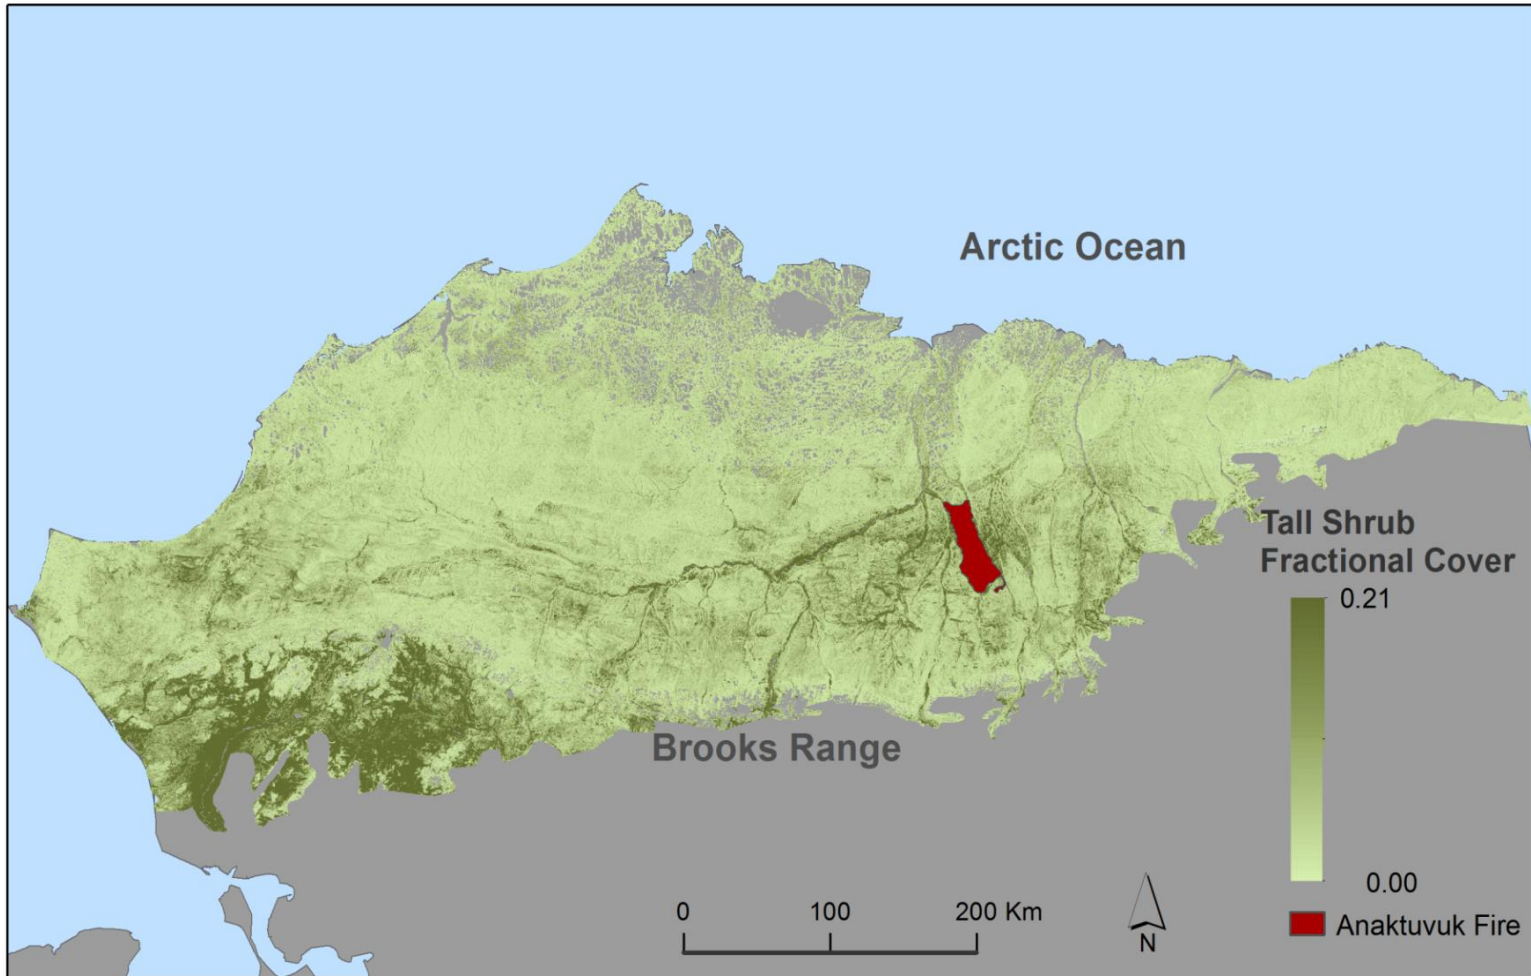 Arctic Ocean
Tall Shrub
Fractional Cover
0.21
Brooks Range
0.00
0 100 200 Km
N
Anaktuvuk Fire